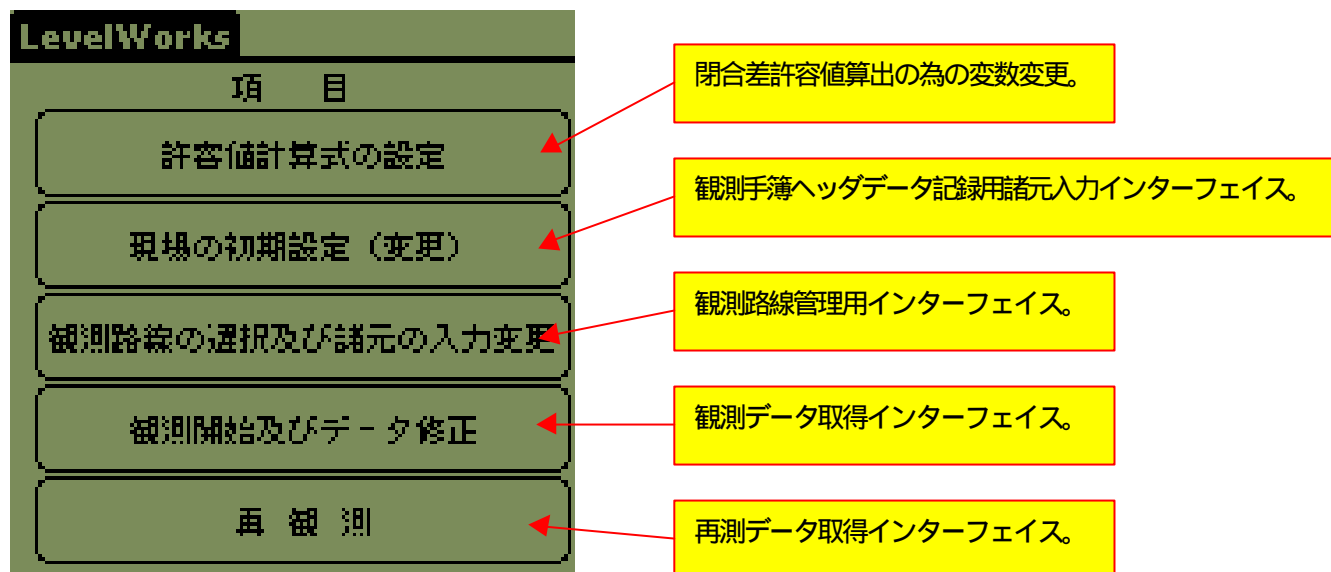 LevelWorks
項 目
許容値計算式の設定
現場の初期設定（変更）
観測路線の選択及び諸元の入力変更
観測開始及びデータ修正
再 観 測
閉合差許容値算出の為の変数変更。
観測手簿ヘッダデータ記録用諸元入力インターフェイス。
観測路線管理用インターフェイス。
観測データ取得インターフェイス。
再測データ取得インターフェイス。